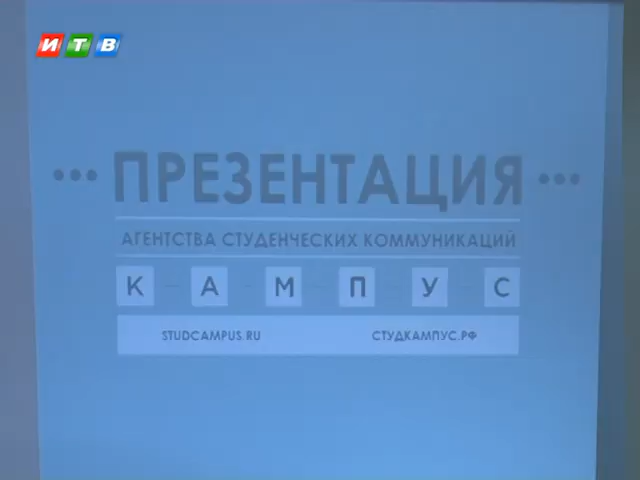 ИТВ
••• ПРЕЗЕНТАЦИЯ •••
АГЕНТСТВА СТУДЕНЧЕСКИХ КОММУНИКАЦИЙ
К - А - М - П - У - С
STUDCAMPUS.RU СТУДКАМПУС.РФ